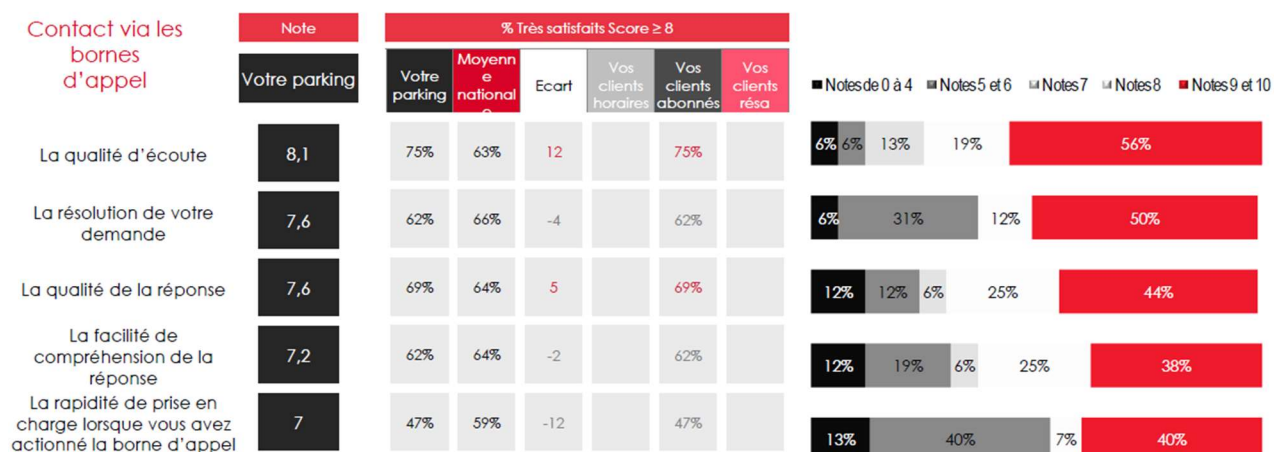 Contact via les
bornes
d'appel
Note
% Très satisfaits Score ≥ 8
Votre parking
Votre
parking
Moyenn
e
national
e
Ecart
Vos
clients
horaires
Vos
clients
abonnés
Vos
clients
résa
Notes de 0 à 4 Notes 5 et 6 Notes 7 Notes 8 Notes 9 et 10
La qualité d'écoute
8,1 75% 63% 12 75%
6% 6% 13% 19% 56%
La résolution de votre
demande
7,6 62% 66% -4 62%
6% 31% 12% 50%
La qualité de la réponse
7,6 69% 64% 5 69%
12% 12% 6% 25% 44%
La facilité de
compréhension de la
réponse
7,2 62% 64% -2 62%
12% 19% 6% 25% 38%
La rapidité de prise en
charge lorsque vous avez
actionné la borne d'appel
7 47% 59% -12 47%
13% 40% 7% 40%